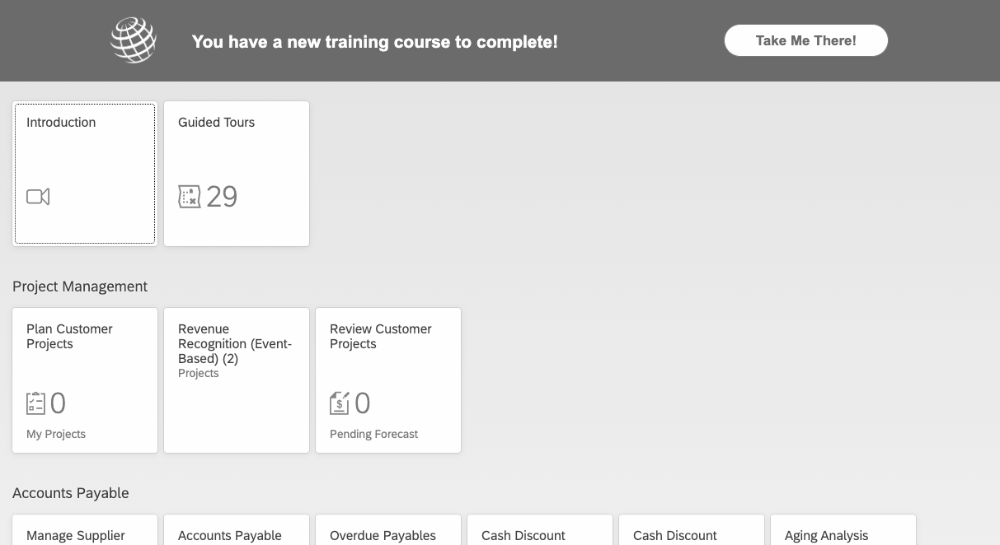 You have a new training course to complete!
Take Me There!
Introduction
Guided Tours
29
Project Management
Plan Customer
Projects
0
My Projects
Revenue
Recognition (Event-
Based) (2)
Projects
Review Customer
Projects
$
0
Pending Forecast
Accounts Payable
Manage Supplier
Accounts Payable
Overdue Payables
Cash Discount
Cash Discount
Aging Analysis